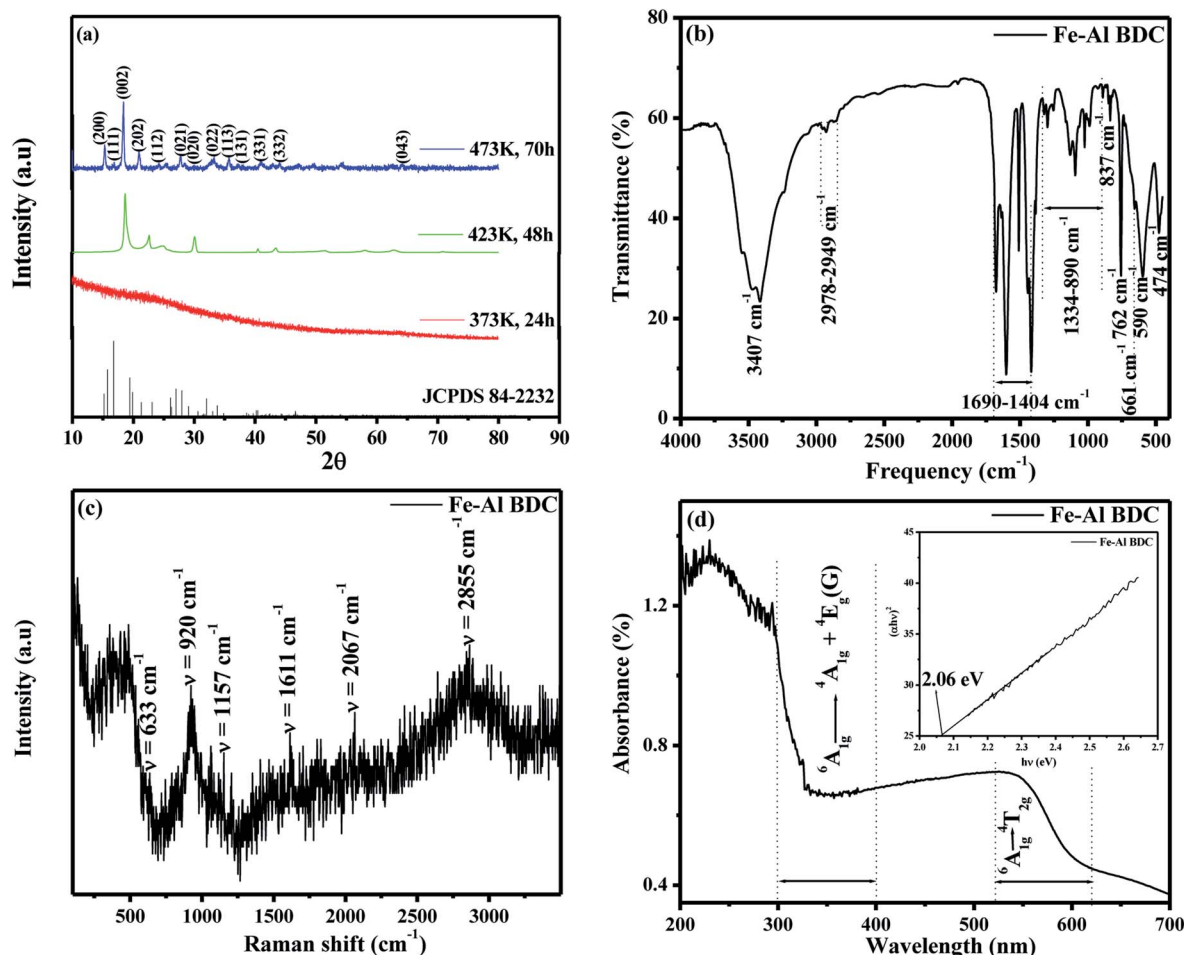 (a)
(200)
(111)
(002)
(202)
(112)
(021)
(020)
(022)
(113)
(131)
(331)
(332)
(043)
473K, 70h
423K, 48h
373K, 24h
JCPDS 84-2232
Intensity (a.u)
10 20 30 40 50 60 70 80 90
2θ
(b)
Fe-Al BDC
80
60
40
20
0
Transmittance (%)
3407 cm⁻¹
2978-2949 cm⁻¹
1690-1404 cm⁻¹
1334-890 cm⁻¹
837 cm⁻¹
762 cm⁻¹
661 cm⁻¹
590 cm⁻¹
474 cm⁻¹
4000 3500 3000 2500 2000 1500 1000 500
Frequency (cm⁻¹)
(c)
Fe-Al BDC
Intensity (a.u)
ν = 633 cm⁻¹
ν = 920 cm⁻¹
ν = 1157 cm⁻¹
ν = 1611 cm⁻¹
ν = 2067 cm⁻¹
ν = 2855 cm⁻¹
500 1000 1500 2000 2500 3000
Raman shift (cm⁻¹)
(d)
Fe-Al BDC
1.2
0.8
0.4
Absorbance (%)
⁶A₁g ⟶ ⁴A₁g + ⁴Eg(G)
⁶A₁g ⟶ ⁴T₂g
200 300 400 500 600 700
Wavelength (nm)
Fe-Al BDC
45
40
35
30
25
(αhν)²
2.06 eV
2.0 2.1 2.2 2.3 2.4 2.5 2.6 2.7
hν (eV)